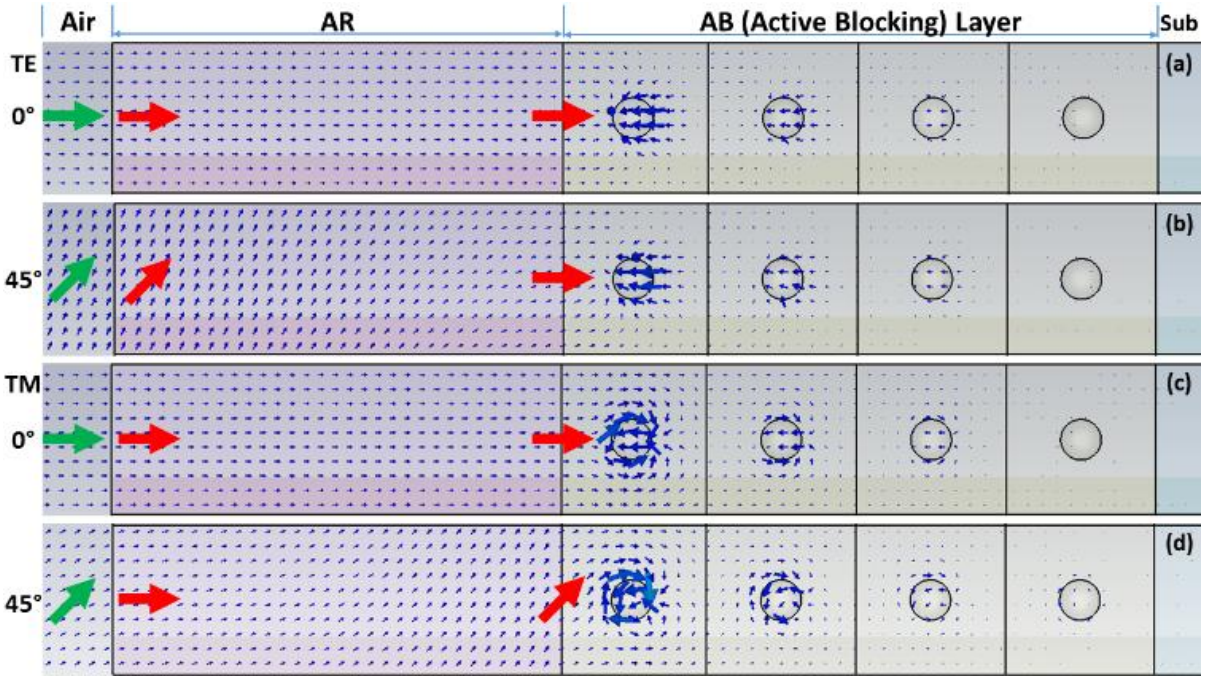 Air AR AB (Active Blocking) Layer Sub
TE (a)
0°
(b)
45°
TM (c)
0°
(d)
45°